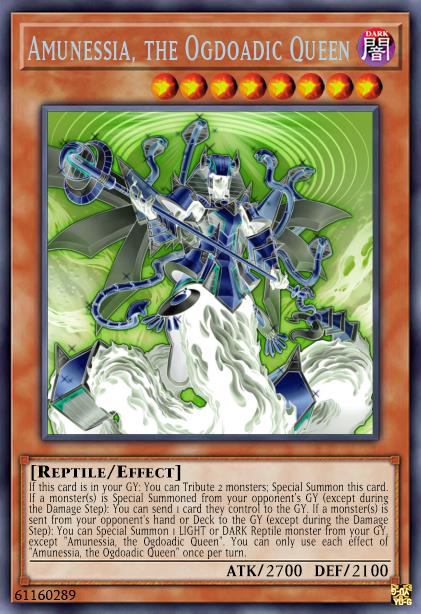 AMUNESSIA, THE OGDOADIC QUEEN
DARK
闇
[REPTILE/EFFECT]
If this card is in your GY: You can Tribute 2 monsters; Special Summon this card.
If a monster(s) is Special Summoned from your opponent's GY (except during
the Damage Step): You can send 1 card they control to the GY. If a monster(s) is
sent from your opponent's hand or Deck to the GY (except during the Damage
Step): You can Special Summon 1 LIGHT or DARK Reptile monster from your GY,
except "Amunessia, the Ogdoadic Queen". You can only use each effect of
"Amunessia, the Ogdoadic Queen" once per turn.
ATK/2700 DEF/2100
61160289